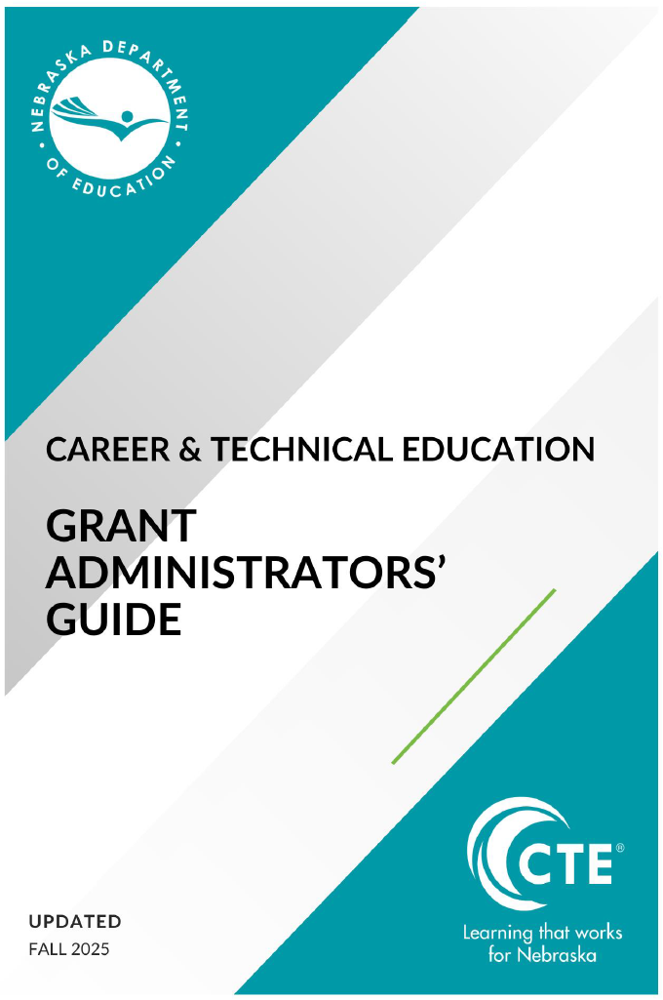 NEBRASKA DEPARTMENT
OF EDUCATION
CAREER & TECHNICAL EDUCATION
GRANT
ADMINISTRATORS’
GUIDE
UPDATED
FALL 2025
CTE®
Learning that works
for Nebraska